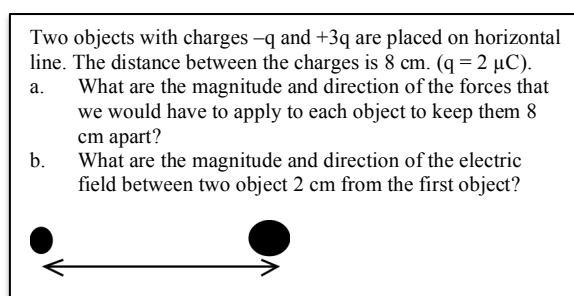 Two objects with charges –q and +3q are placed on horizontal
line. The distance between the charges is 8 cm. (q = 2 μC).
a. What are the magnitude and direction of the forces that
we would have to apply to each object to keep them 8
cm apart?
b. What are the magnitude and direction of the electric
field between two object 2 cm from the first object?